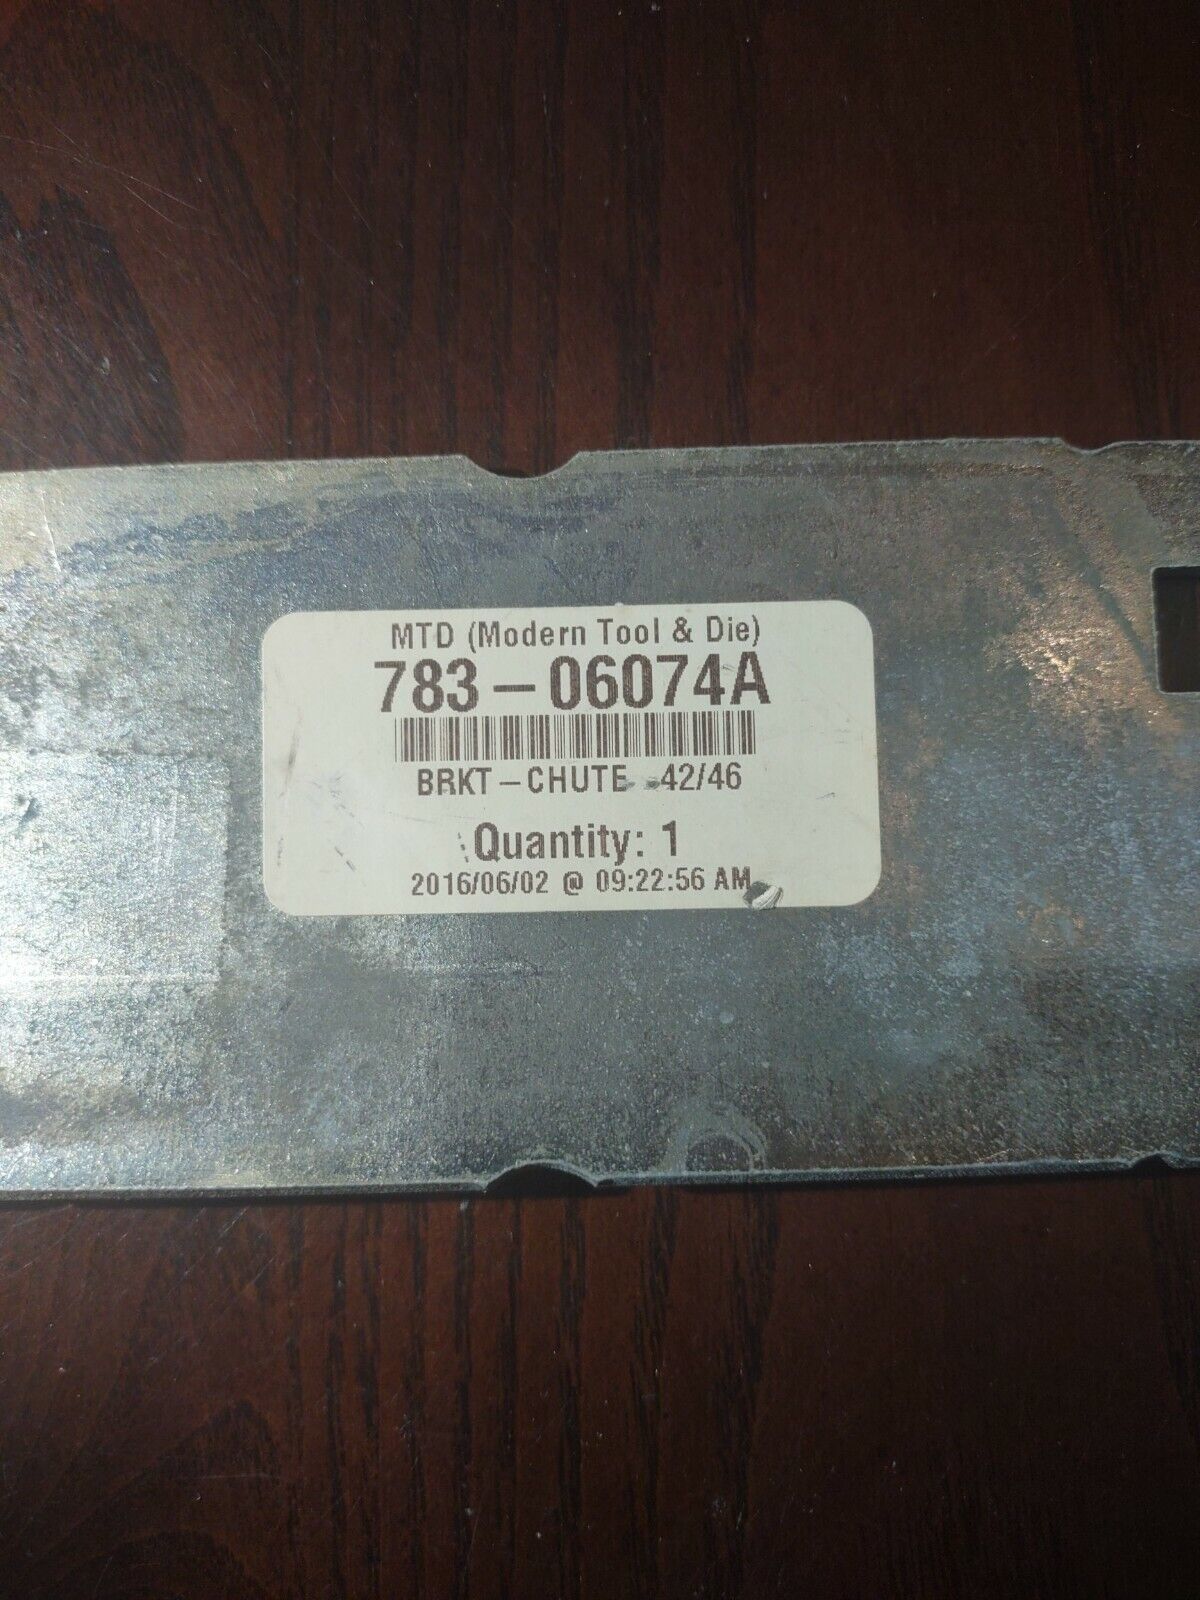 MTD (Modern Tool & Die)
783-06074A
BRKT-CHUTE 42/46
Quantity: 1
2016/06/02 @ 09:22:56 AM